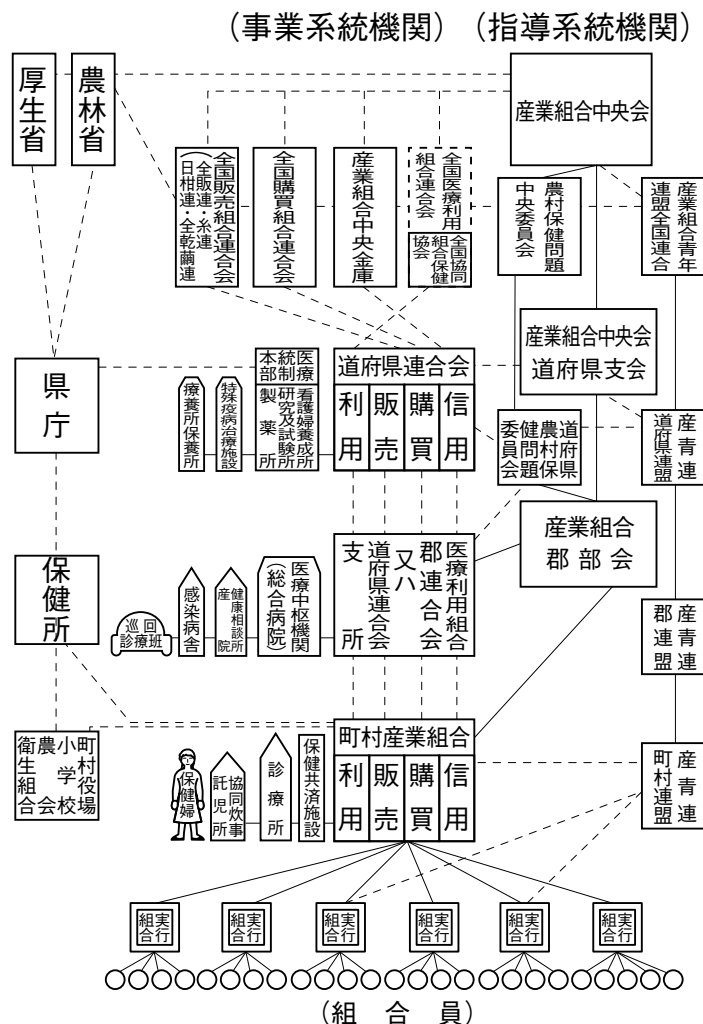 （事業系統機関）（指導系統機関）
厚生省
農林省
産業組合中央会
全国販売組合連合会
（全販連・糸連
日柑連・全乾繭連
全国購買組合連合会
産業組合中央金庫
全国医療利用
組合連合会
全国協同
組合保健
協会
農村保健問題
中央委員会
産業組合青年
連盟全国連合
産業組合中央会
道府県支会
県庁
医療
統制
本部
看護婦養成所
研究及試験所
製薬所
特殊疫病治療施設
療養所保養所
道府県連合会
信用
購買
販売
利用
道府県
農村保
健問題
委員会
産青連
道府県連盟
産業組合
郡部会
保健所
巡回
診療班
感染病舎
健康相談所
産院
医療中枢機関
（総合病院）
医療利用組合
郡連合会
又ハ
道府県連合会
支所
産青連
郡連盟
町村役場
小学校
農会
衛生組合
保健婦
協同炊事
託児所
診療所
保健共済施設
町村産業組合
信用
購買
販売
利用
産青連
町村連盟
実行
組合
実行
組合
実行
組合
実行
組合
実行
組合
実行
組合
（組合員）